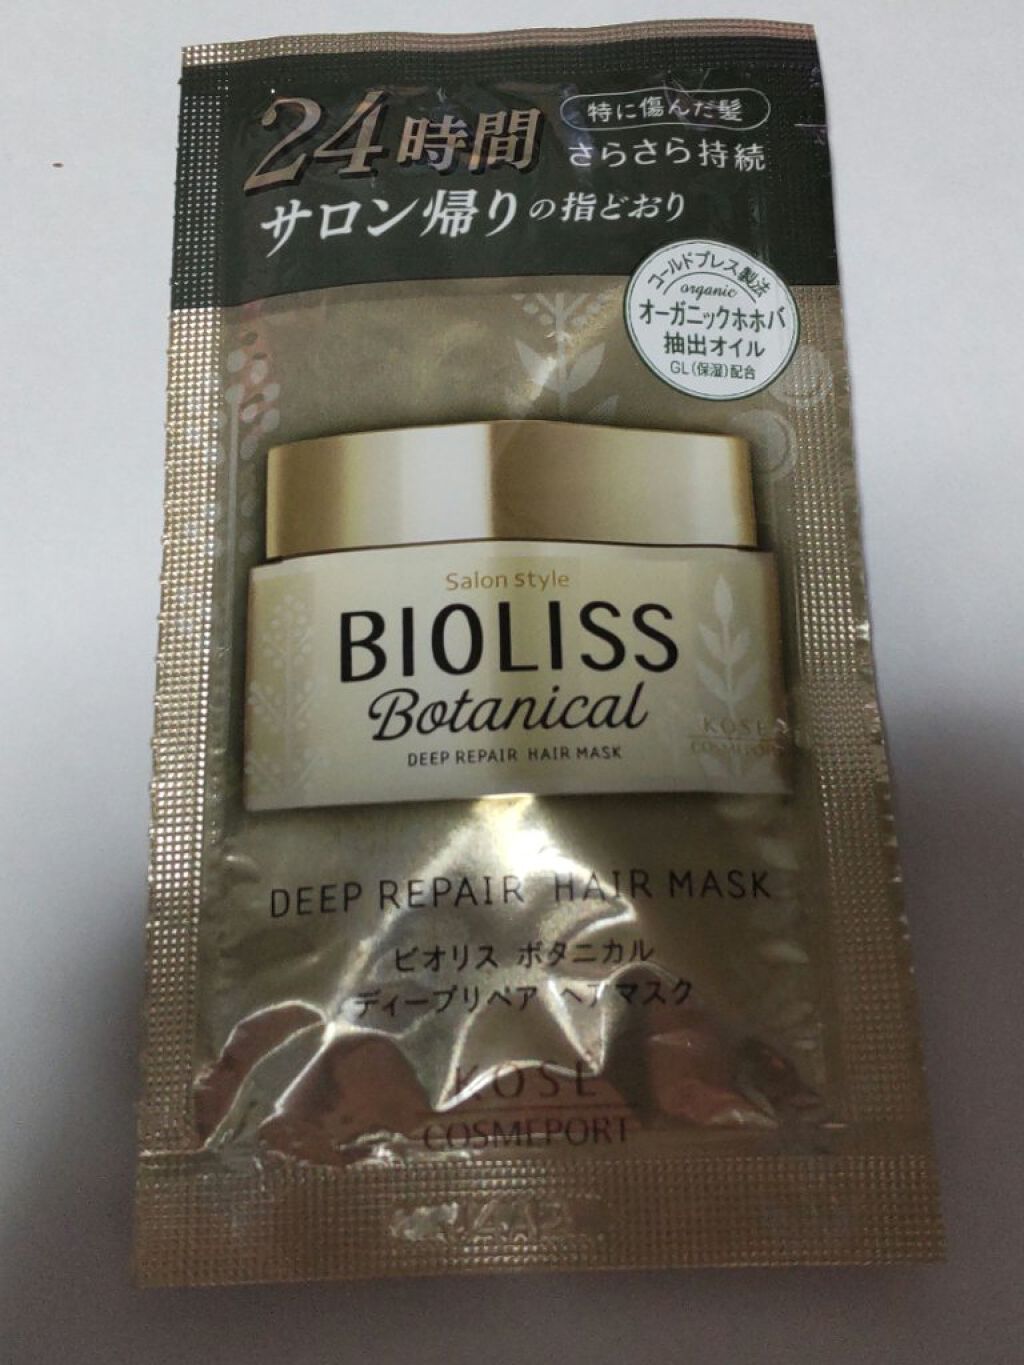 24時間
特に傷んだ髪
さらさら持続
サロン帰りの指どおり
コールドプレス製法
organic
オーガニックホホバ
抽出オイル
GL(保湿)配合
Salon Style
BIOLISS
Botanical
DEEP REPAIR HAIR MASK
KOSÉ
COSMEPORT
DEEP REPAIR HAIR MASK
ビオリス ボタニカル
ディープリペア ヘアマスク
KOSÉ
COSMEPORT